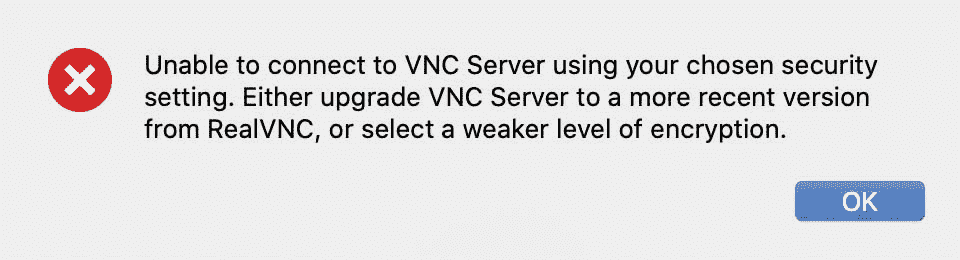 Unable to connect to VNC Server using your chosen security
setting. Either upgrade VNC Server to a more recent version
from RealVNC, or select a weaker level of encryption.
OK